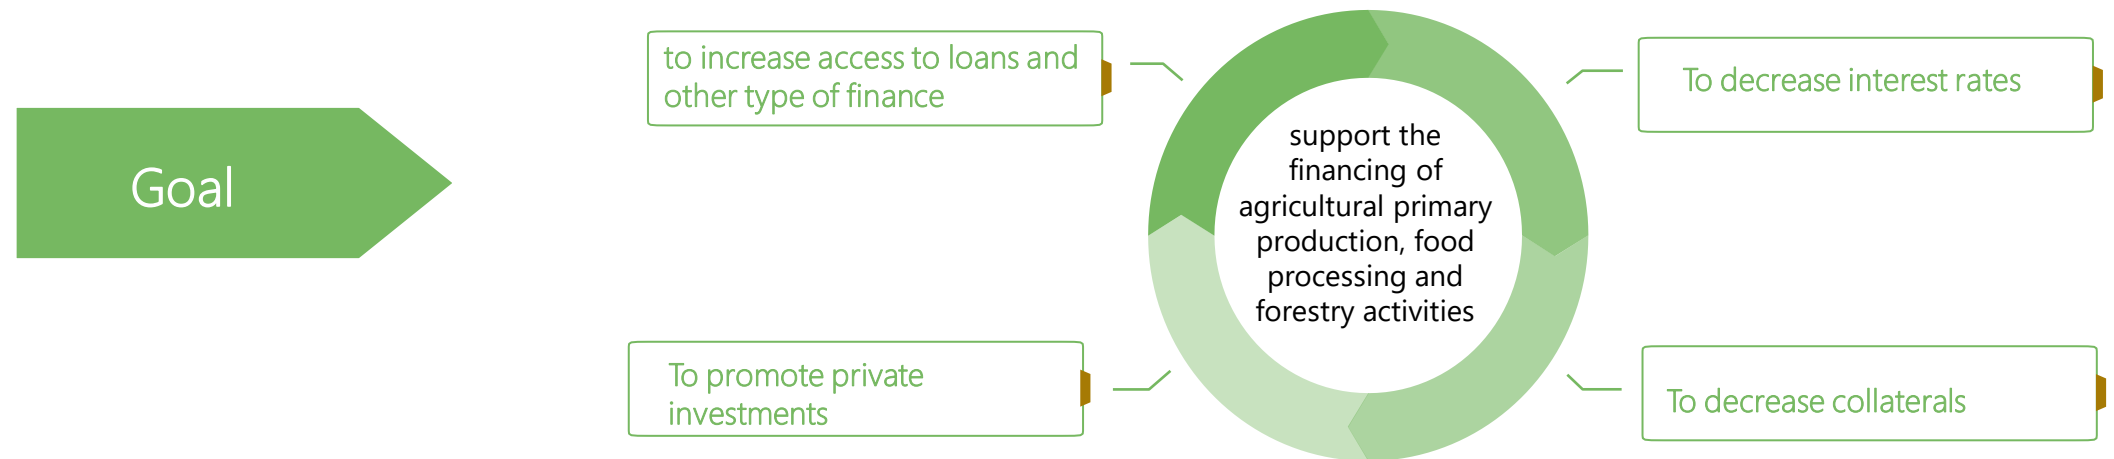 Goal
to increase access to loans and
other type of finance
To promote private
investments
support the
financing of
agricultural primary
production, food
processing and
forestry activities
To decrease interest rates
To decrease collaterals